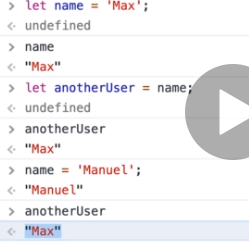 > let name = 'Max';
< undefined
> name
< "Max"
> let anotherUser = name;
< undefined
> anotherUser
< "Max"
> name = 'Manuel';
< "Manuel"
> anotherUser
< "Max"